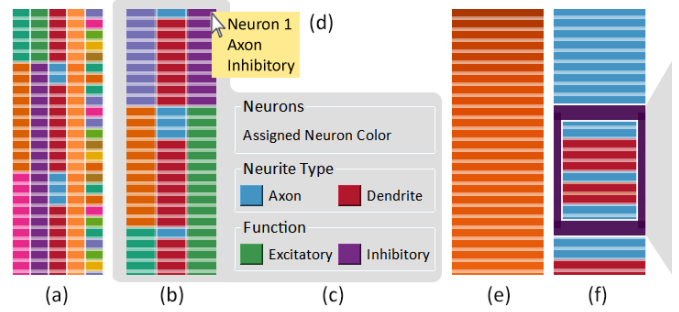 Neuron 1
Axon
Inhibitory
(d)
Neurons
Assigned Neuron Color
Neurite Type
Axon Dendrite
Function
Excitatory Inhibitory
(a) (b) (c) (e) (f)